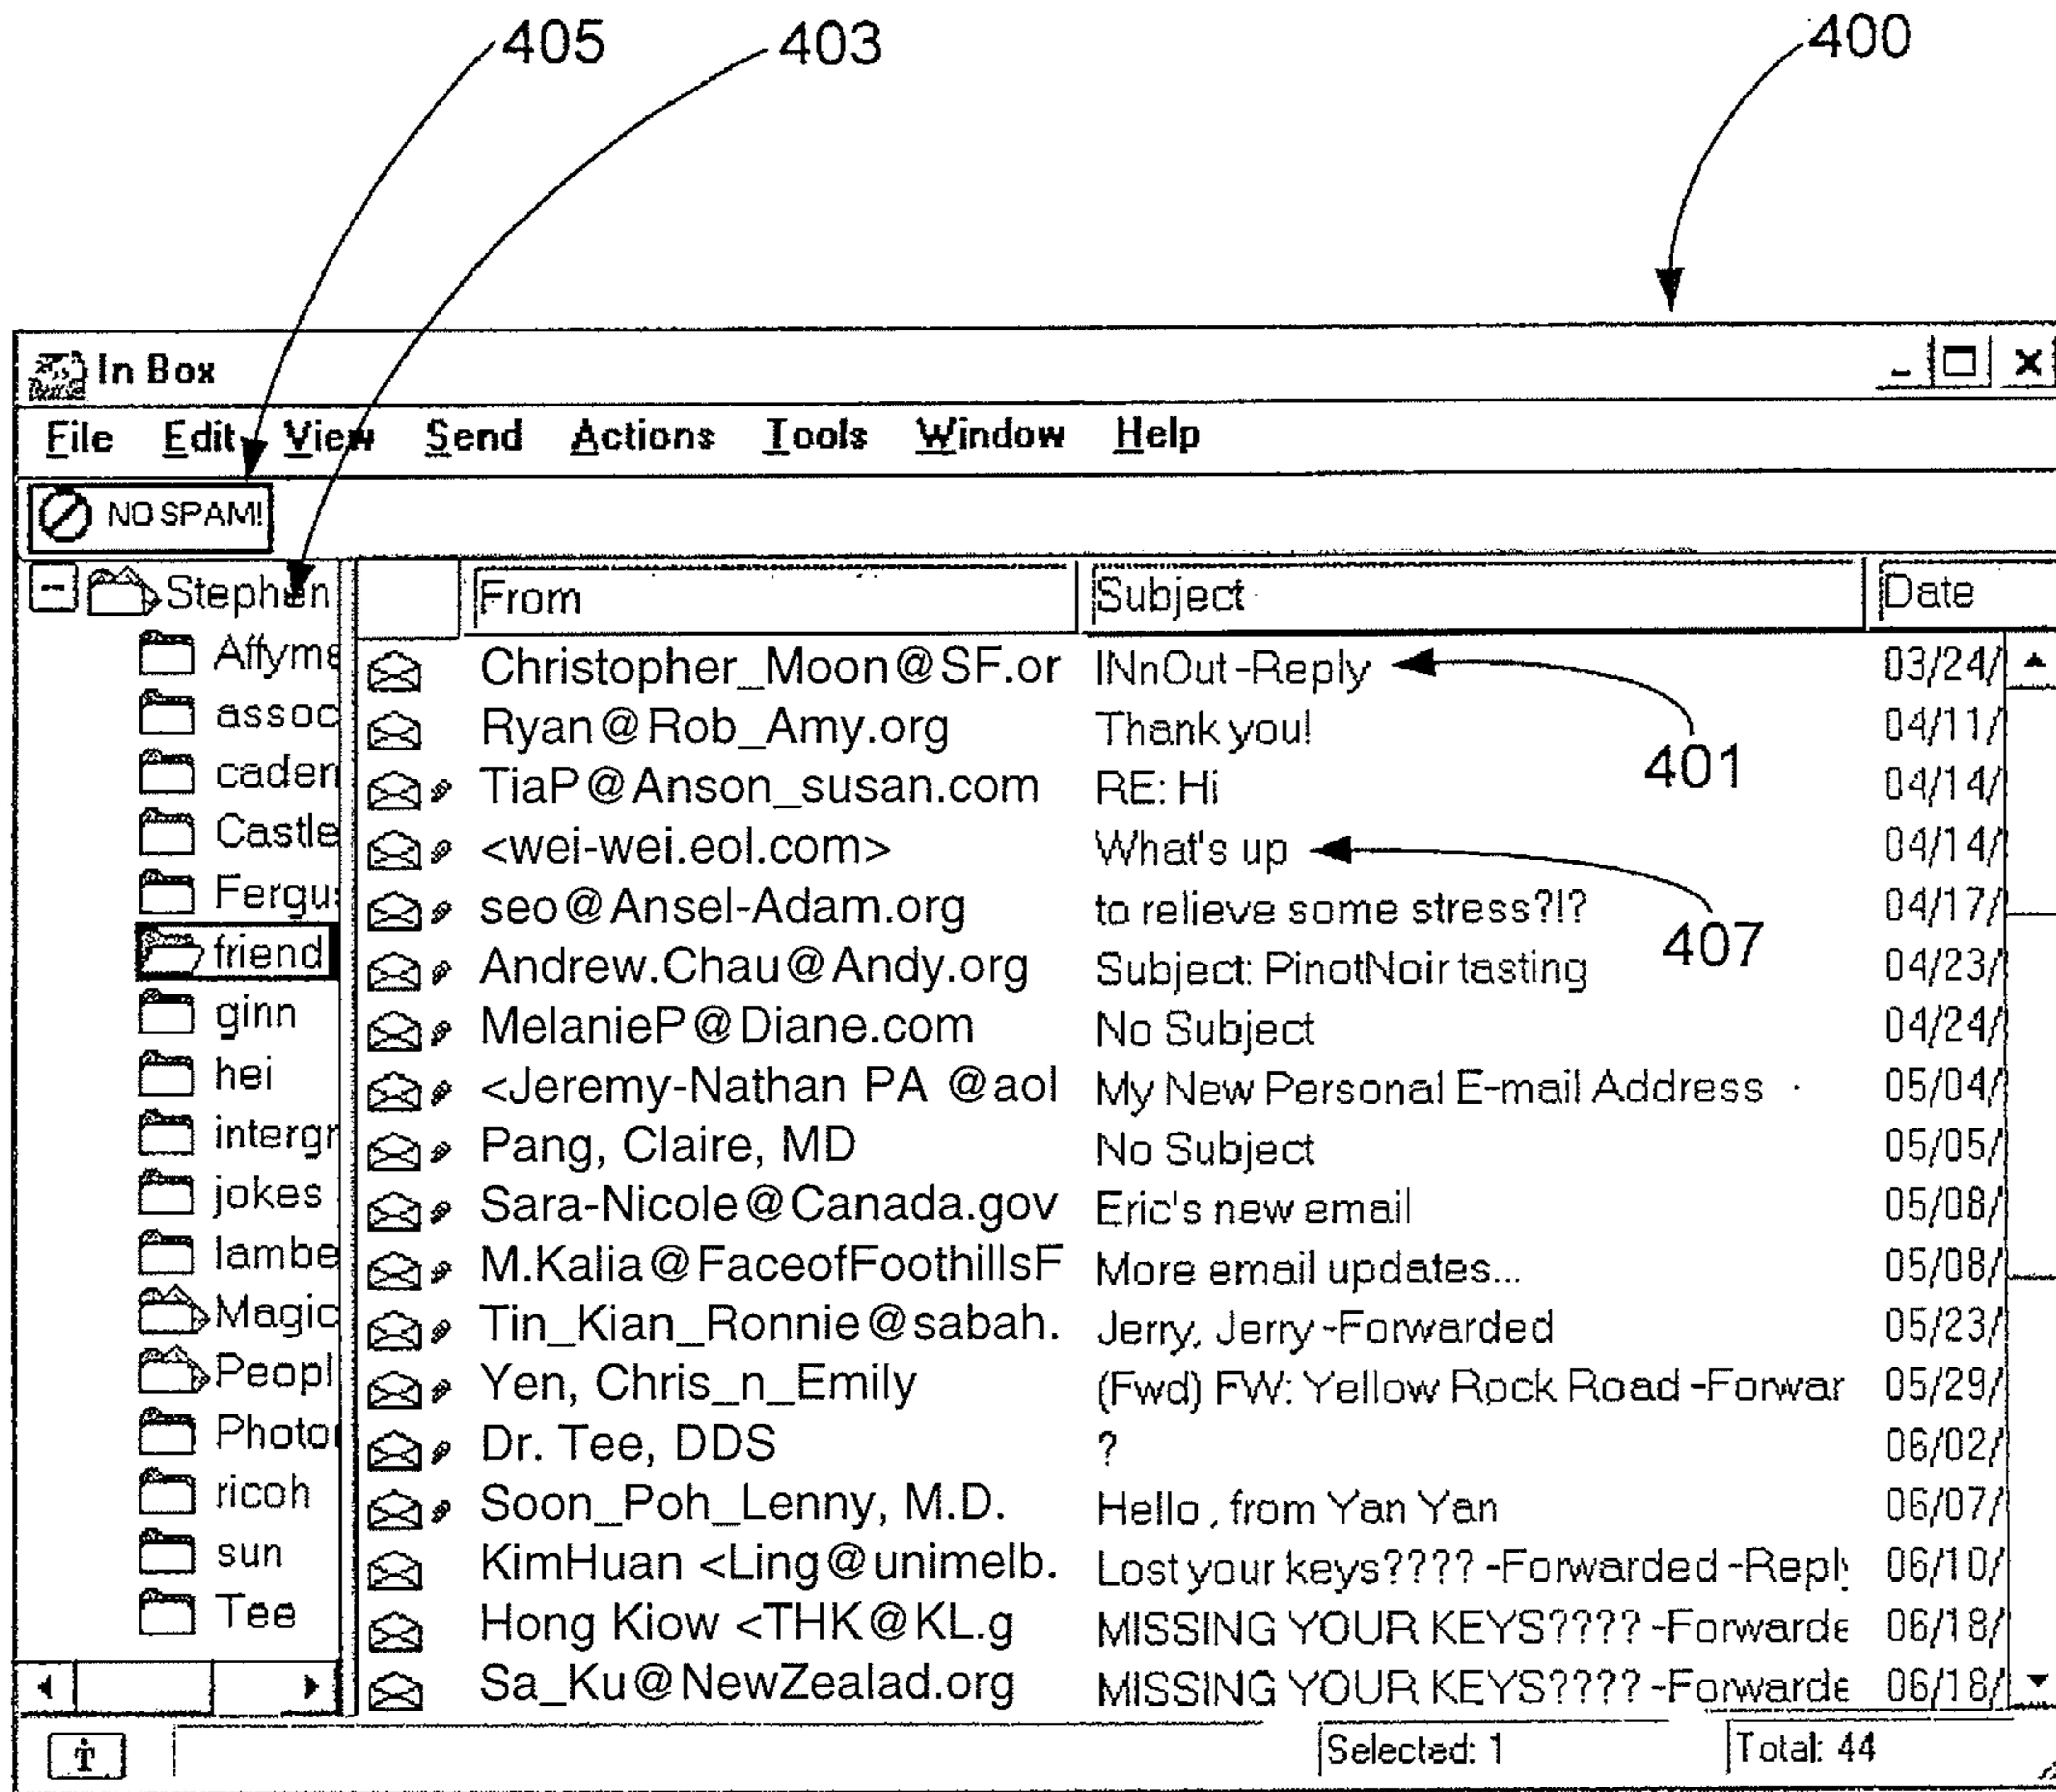 405 403 400
In Box
File Edit View Send Actions Tools Window Help
NO SPAM!
Stephen From Subject Date
Affyme Christopher_Moon@SF.or INnOut-Reply 03/24/
assoc Ryan@Rob_Amy.org Thank you! 04/11/
401
caden TiaP@Anson_susan.com RE: Hi 04/14/
Castle <wei-wei.eol.com> What's up 04/14/
Fergus seo@Ansel-Adam.org to relieve some stress?!? 04/17/
407
friend Andrew.Chau@Andy.org Subject: PinotNoir tasting 04/23/
ginn MelanieP@Diane.com No Subject 04/24/
hei <Jeremy-Nathan PA @aol My New Personal E-mail Address 05/04/
intergr Pang, Claire, MD No Subject 05/05/
jokes Sara-Nicole@Canada.gov Eric's new email 05/08/
lambe M.Kalia@FaceofFoothillsF More email updates... 05/08/
Magic Tin_Kian_Ronnie@sabah. Jerry, Jerry -Forwarded 05/23/
Peopl Yen, Chris_n_Emily (Fwd) FW: Yellow Rock Road -Forwar 05/29/
Photo Dr. Tee, DDS ? 06/02/
ricoh Soon_Poh_Lenny, M.D. Hello, from Yan Yan 06/07/
sun KimHuan <Ling@unimelb. Lost your keys???? -Forwarded -Reply 06/10/
Tee Hong Kiow <THK@KL.g MISSING YOUR KEYS???? -Forwarde 06/18/
Sa_Ku@NewZealad.org MISSING YOUR KEYS???? -Forwarde 06/18/
Selected: 1 Total: 44